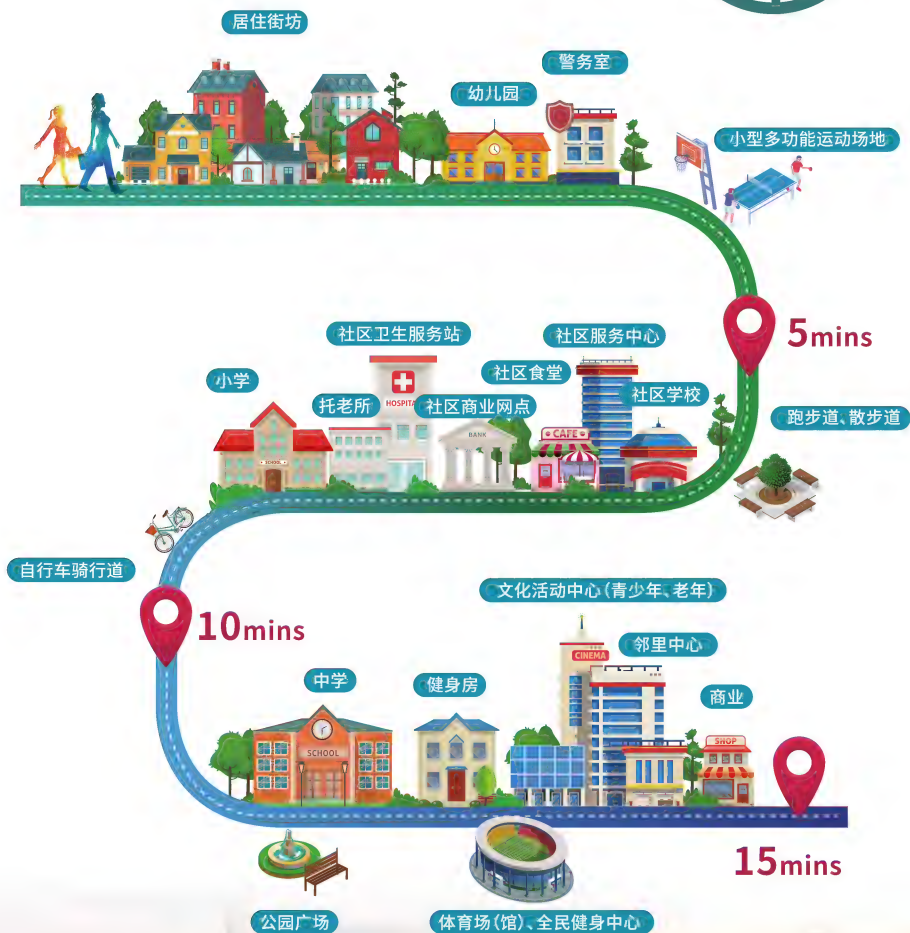 居住街坊
警务室
幼儿园
小型多功能运动场地
5mins
社区卫生服务站
社区服务中心
社区食堂
小学
社区学校
托老所
社区商业网点
HOSPITA
跑步道、散步道
BANK
CAFE
SCHOOL
自行车骑行道
10mins
文化活动中心(青少年、老年)
邻里中心
CINEMA
中学
健身房
商业
SHOP
SCHOOL
15mins
公园广场
体育场(馆)、全民健身中心